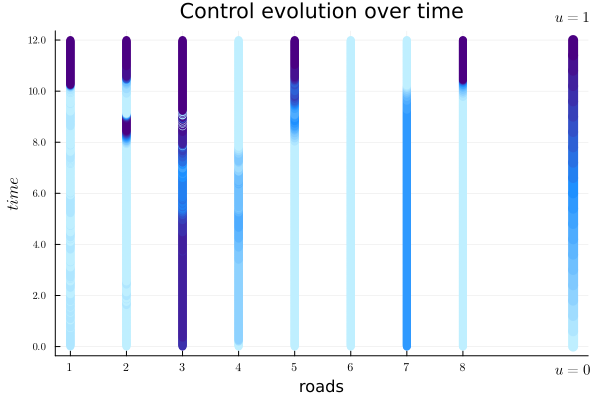 Control evolution over time
u = 1
12.0
10.0
8.0
6.0
4.0
2.0
0.0
time
1 2 3 4 5 6 7 8
u = 0
roads